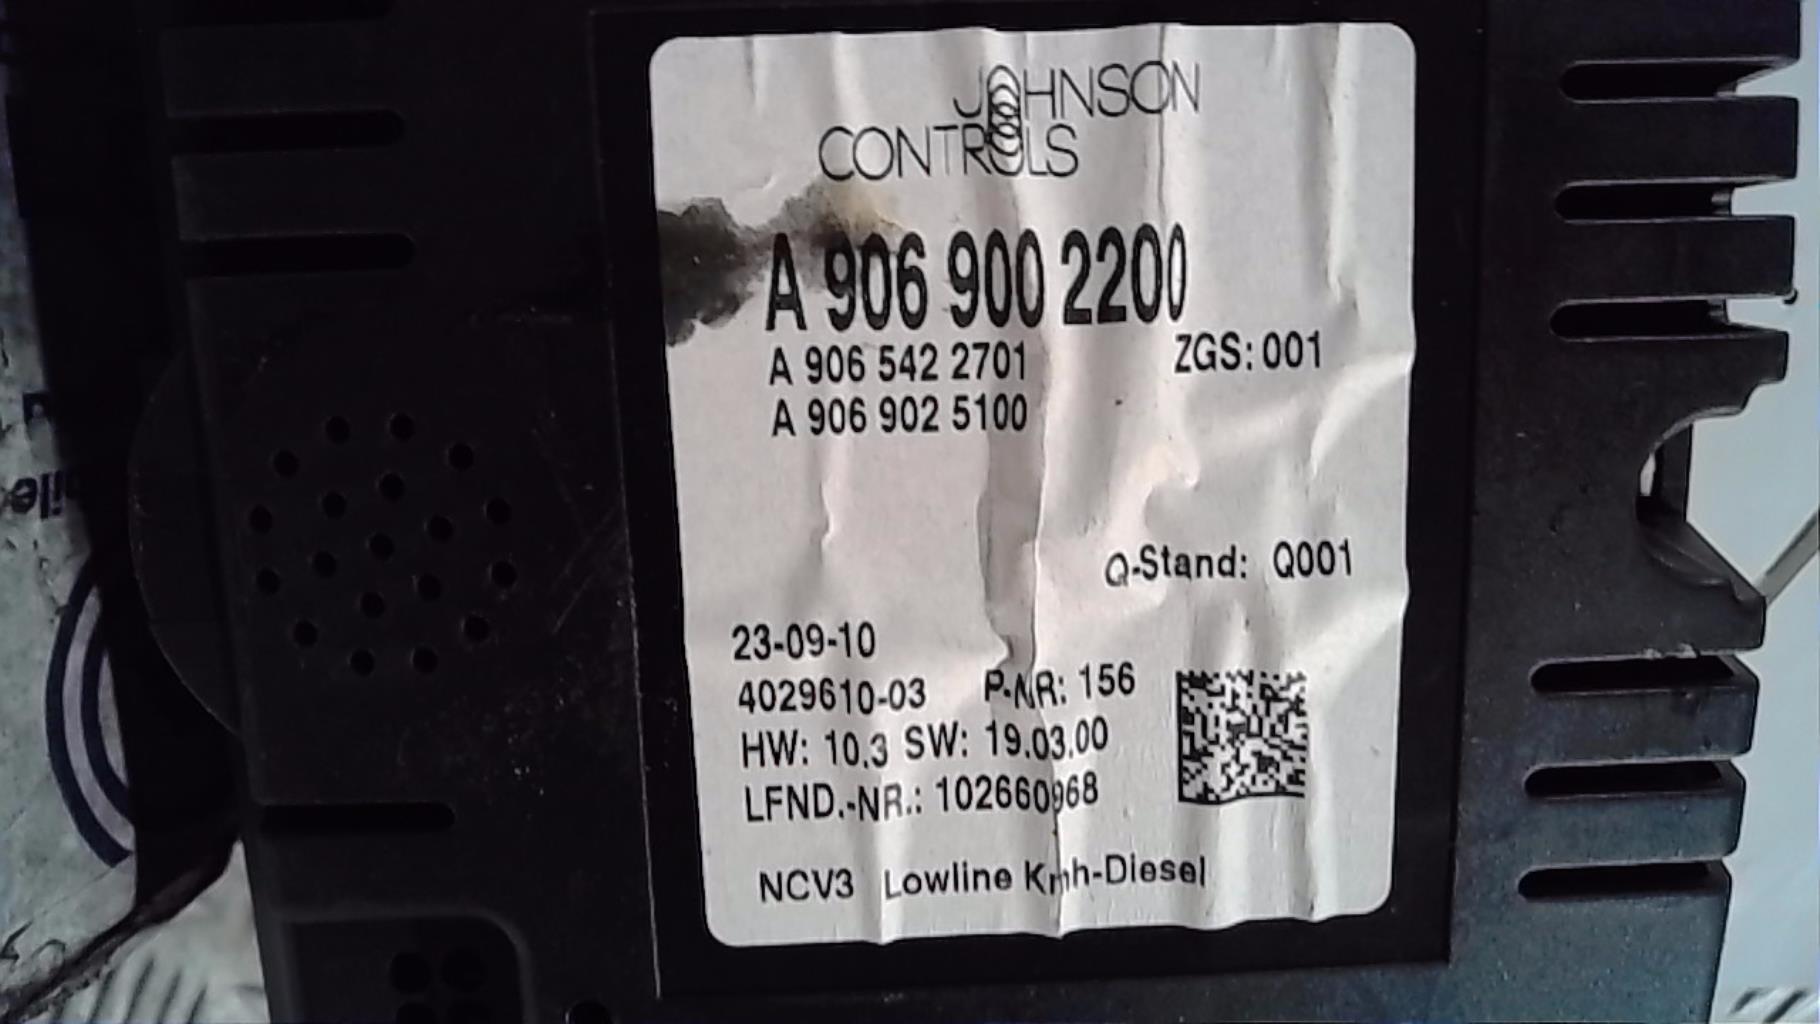 JOHNSON
CONTROLS
A 906 900 2200
A 906 542 2701 ZGS: 001
A 906 902 5100
Q-Stand: Q001
23-09-10
4029610-03 P-NR: 156
HW: 10.3 SW: 19.03.00
LFND.-NR.: 102660968
NCV3 Lowline Kmh-Diesel